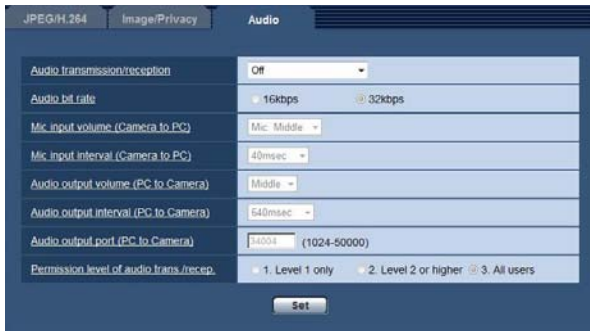 JPEG/H.264 Image/Privacy Audio
Audio transmission/reception Off
Audio bit rate 16kbps 32kbps
Mic input volume (Camera to PC) Mic. Middle
Mic input interval (Camera to PC) 40msec
Audio output volume (PC to Camera) Middle
Audio output interval (PC to Camera) 640msec
Audio output port (PC to Camera) 34004 (1024-50000)
Permission level of audio trans./recep. 1. Level 1 only 2. Level 2 or higher 3. All users
Set